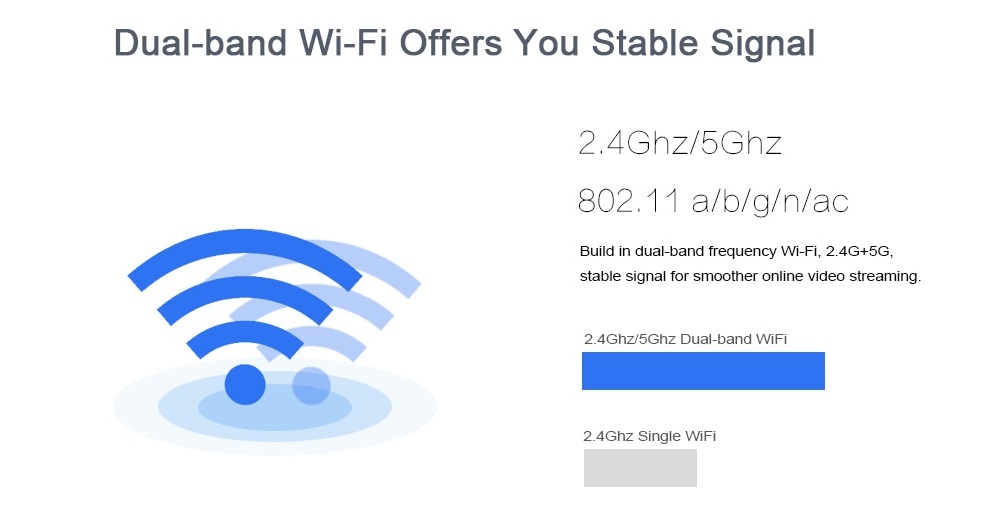 Dual-band Wi-Fi Offers You Stable Signal
2.4Ghz/5Ghz
802.11 a/b/g/n/ac
Build in dual-band frequency Wi-Fi, 2.4G+5G,
stable signal for smoother online video streaming.
2.4Ghz/5Ghz Dual-band WiFi
2.4Ghz Single WiFi